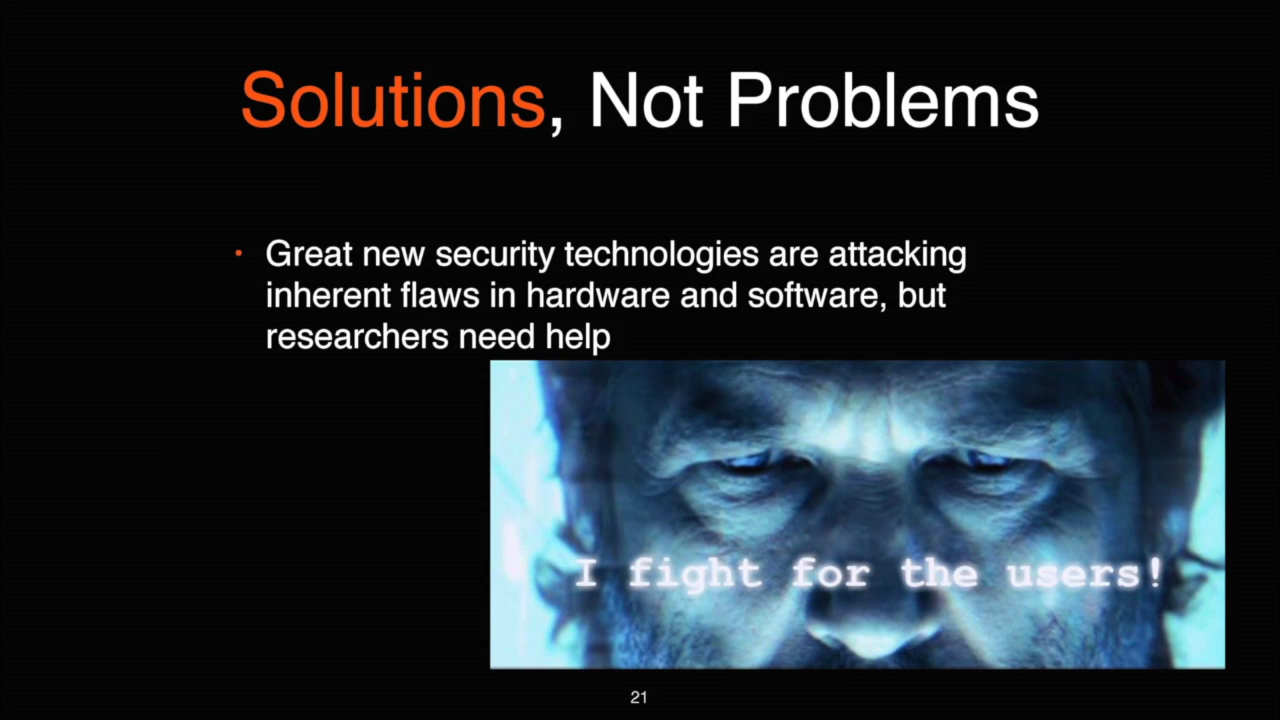 Solutions, Not Problems
• Great new security technologies are attacking
inherent flaws in hardware and software, but
researchers need help
I fight for the users!
21